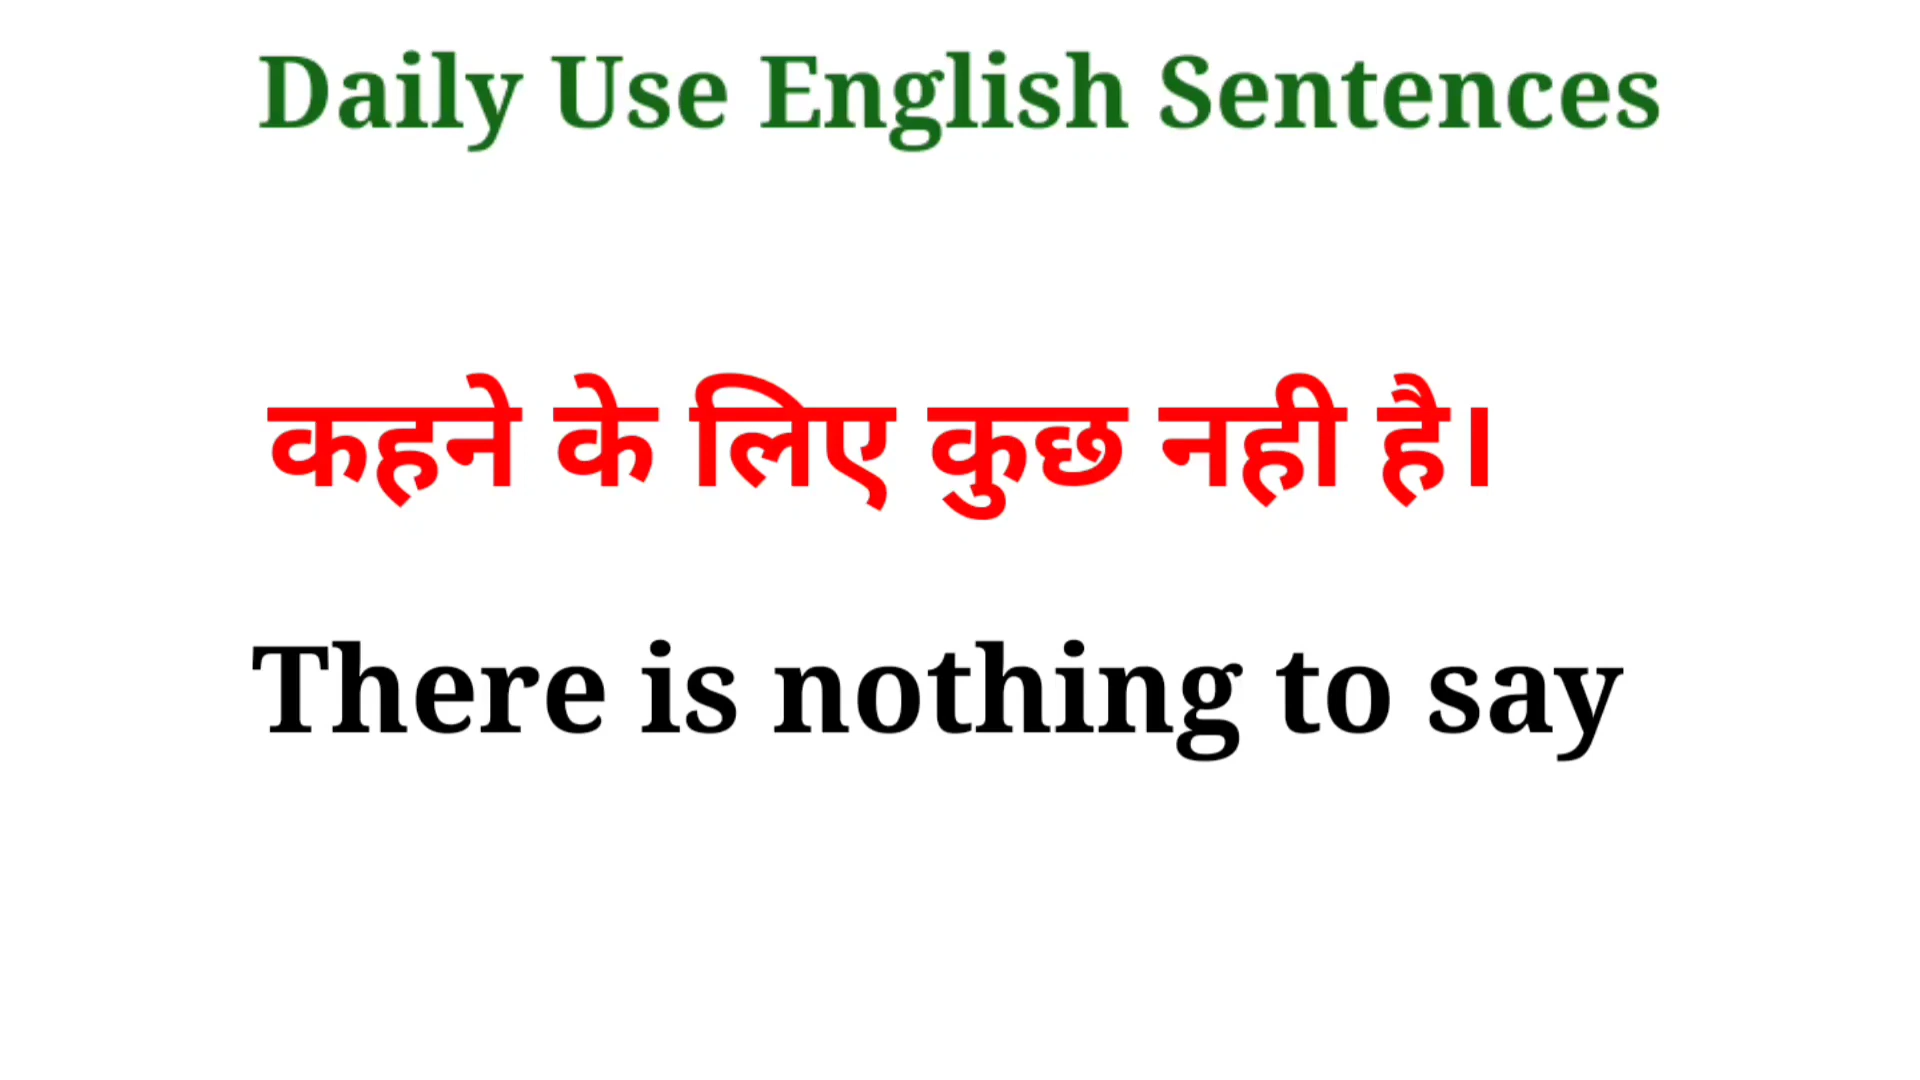 Daily Use English Sentences
कहने के लिए कुछ नही है।
There is nothing to say